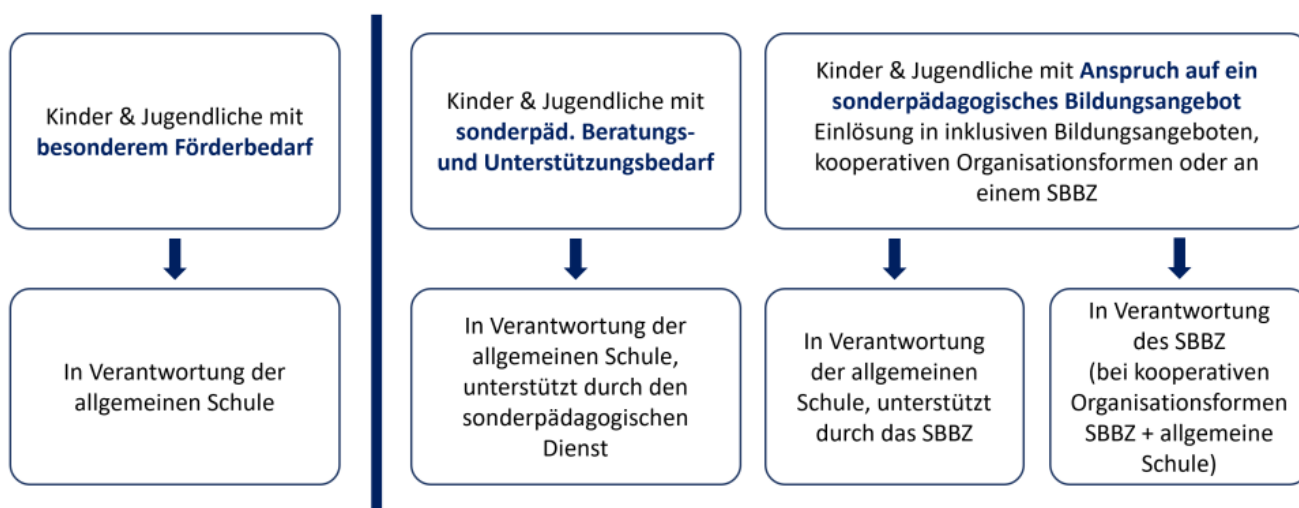 Kinder & Jugendliche mit
besonderem Förderbedarf
Kinder & Jugendliche mit
sonderpäd. Beratungs-
und Unterstützungsbedarf
Kinder & Jugendliche mit Anspruch auf ein
sonderpädagogisches Bildungsangebot
Einlösung in inklusiven Bildungsangeboten,
kooperativen Organisationsformen oder an
einem SBBZ
In Verantwortung der
allgemeinen Schule
In Verantwortung der
allgemeinen Schule,
unterstützt durch den
sonderpädagogischen
Dienst
In Verantwortung
der allgemeinen
Schule, unterstützt
durch das SBBZ
In Verantwortung
des SBBZ
(bei kooperativen
Organisationsformen
SBBZ + allgemeine
Schule)